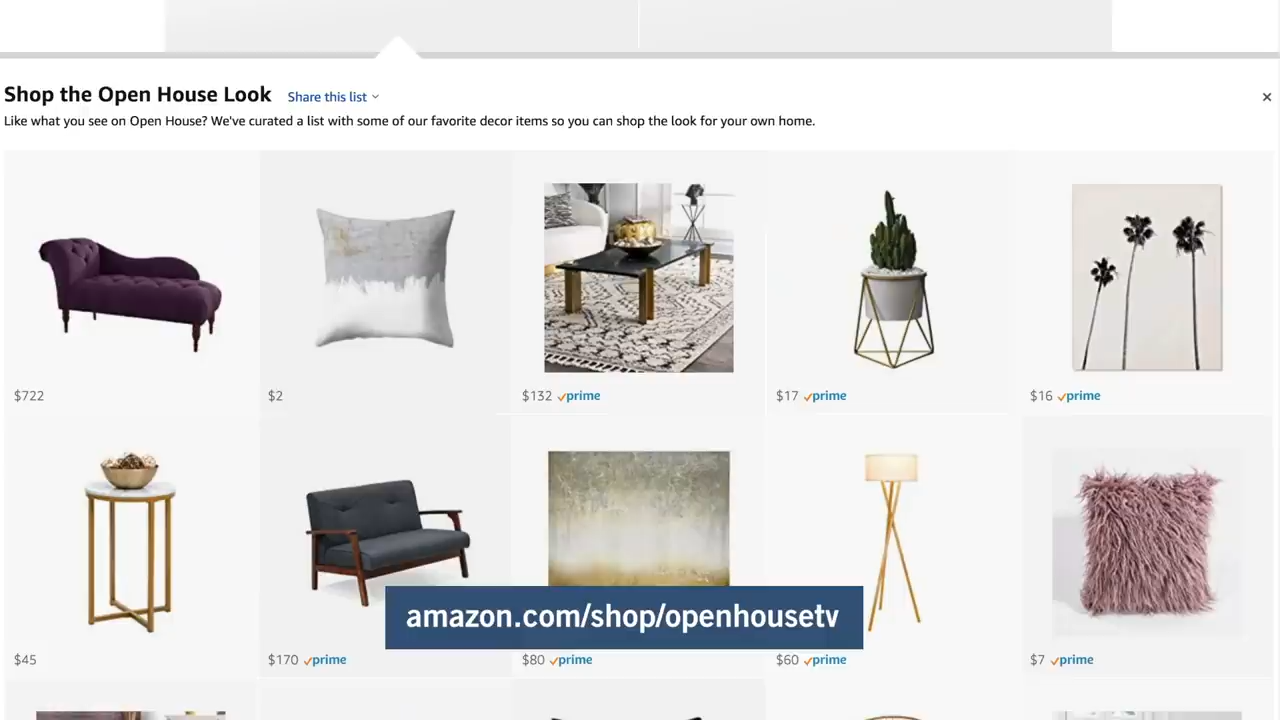 Shop the Open House Look Share this list
Like what you see on Open House? We've curated a list with some of our favorite decor items so you can shop the look for your own home.
$722
$2
$132 prime
$17 prime
$16 prime
$45
$170 prime
$80 prime
$60 prime
$7 prime
amazon.com/shop/openhousetv